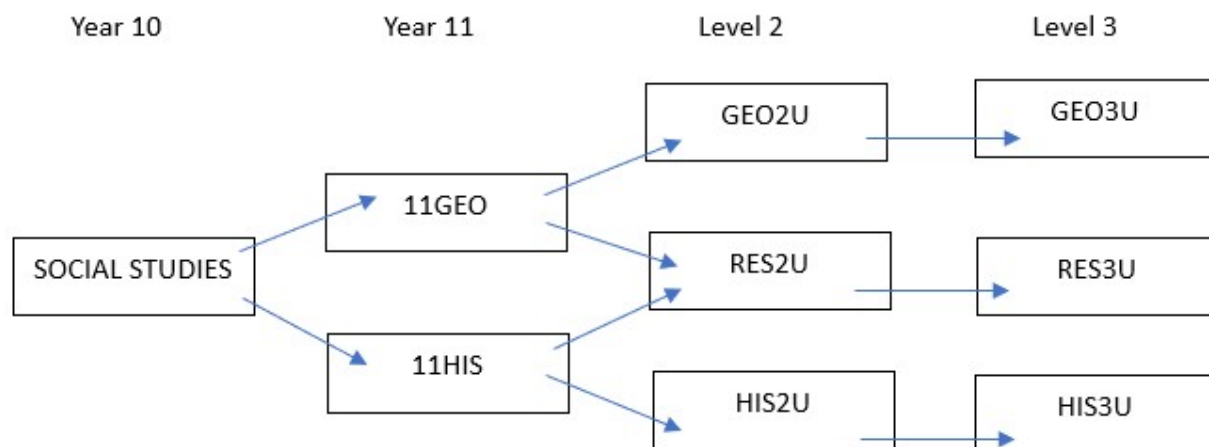 Year 10 Year 11 Level 2 Level 3
GEO2U GEO3U
11GEO
SOCIAL STUDIES RES2U RES3U
11HIS
HIS2U HIS3U